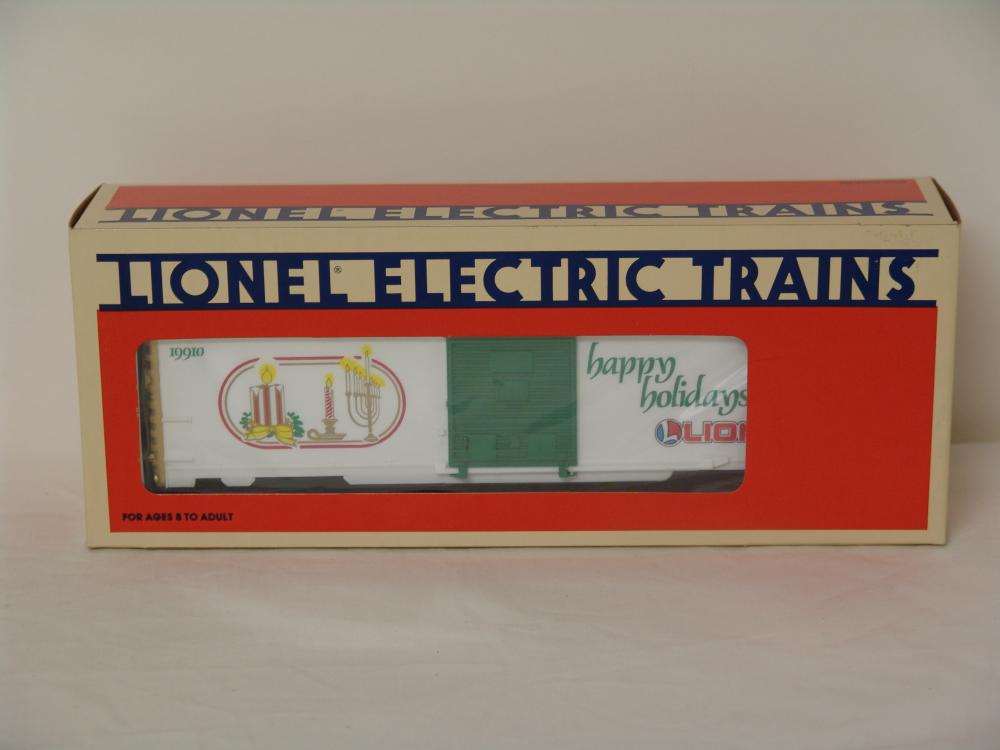 LIONEL ELECTRIC TRAINS
LIONEL® ELECTRIC TRAINS
19910
happy
holidays
LION
FOR AGES 8 TO ADULT